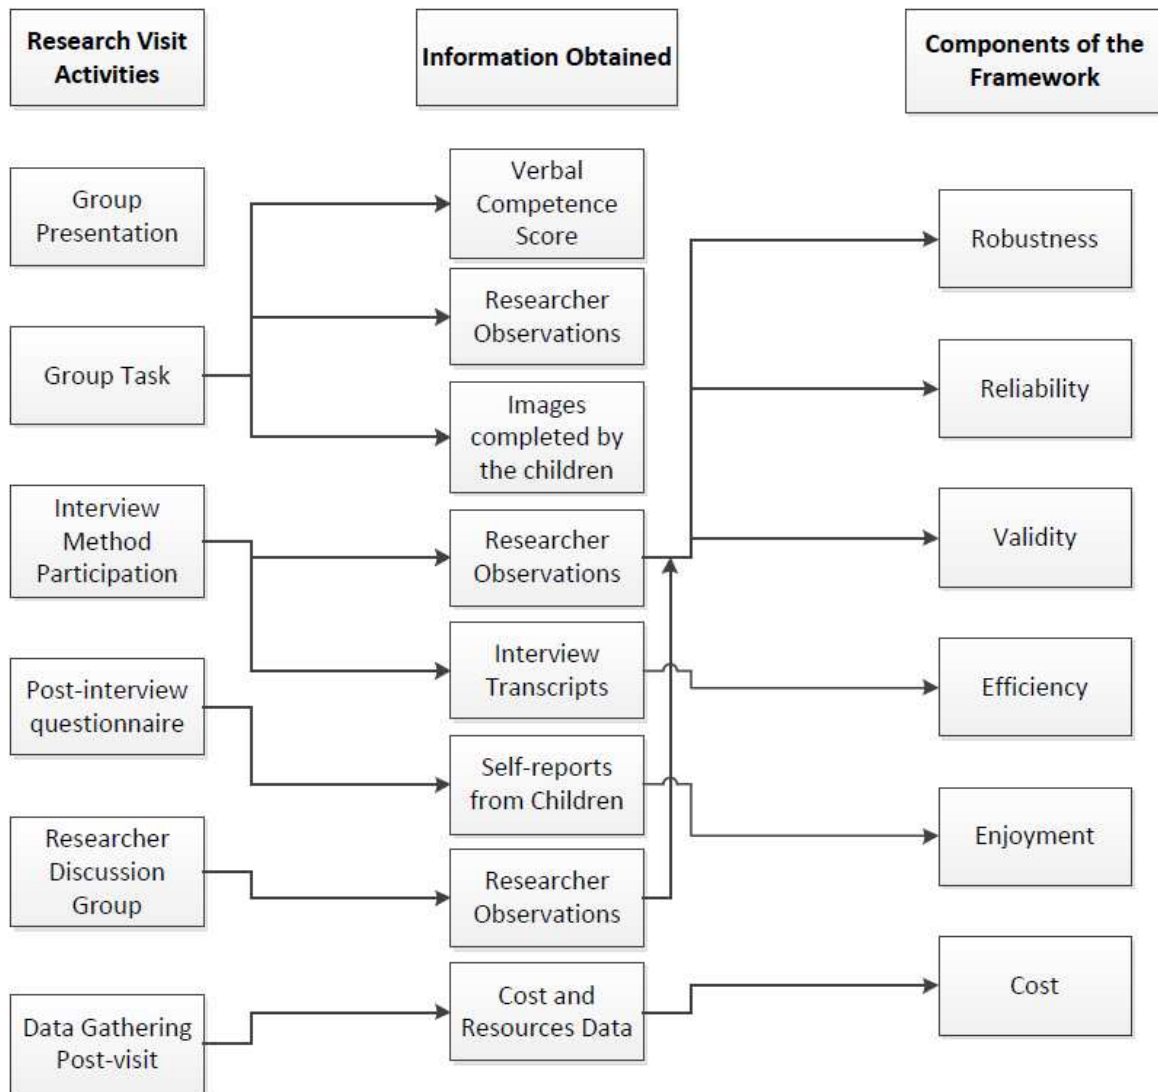 Research Visit
Activities
Information Obtained
Components of the
Framework
Group
Presentation
Group Task
Interview
Method
Participation
Post-interview
questionnaire
Researcher
Discussion
Group
Data Gathering
Post-visit
Verbal
Competence
Score
Researcher
Observations
Images
completed by
the children
Researcher
Observations
Interview
Transcripts
Self-reports
from Children
Researcher
Observations
Cost and
Resources Data
Robustness
Reliability
Validity
Efficiency
Enjoyment
Cost